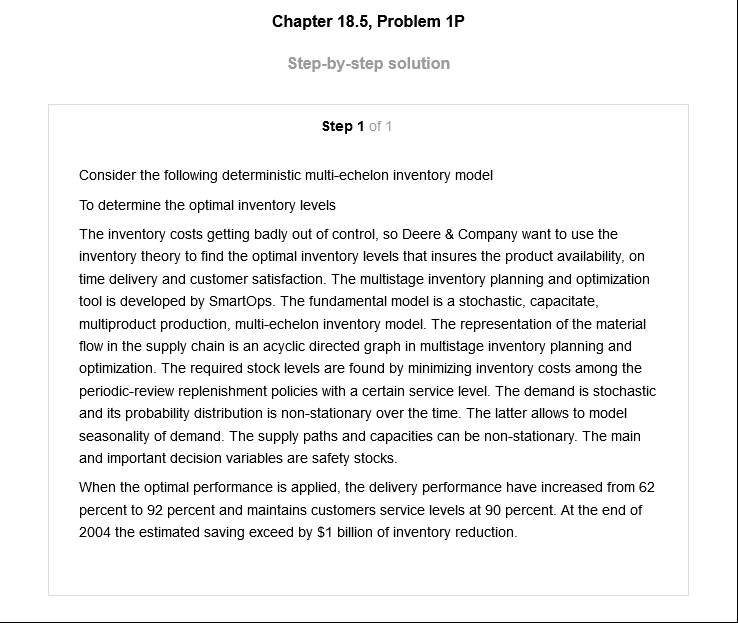 Chapter 18.5, Problem 1P
Step-by-step solution
Step 1 of 1
Consider the following deterministic multi-echelon inventory model
To determine the optimal inventory levels
The inventory costs getting badly out of control, so Deere & Company want to use the
inventory theory to find the optimal inventory levels that insures the product availability, on
time delivery and customer satisfaction. The multistage inventory planning and optimization
tool is developed by SmartOps. The fundamental model is a stochastic, capacitate,
multiproduct production, multi-echelon inventory model. The representation of the material
flow in the supply chain is an acyclic directed graph in multistage inventory planning and
optimization. The required stock levels are found by minimizing inventory costs among the
periodic-review replenishment policies with a certain service level. The demand is stochastic
and its probability distribution is non-stationary over the time. The latter allows to model
seasonality of demand. The supply paths and capacities can be non-stationary. The main
and important decision variables are safety stocks.
When the optimal performance is applied, the delivery performance have increased from 62
percent to 92 percent and maintains customers service levels at 90 percent. At the end of
2004 the estimated saving exceed by $1 billion of inventory reduction.